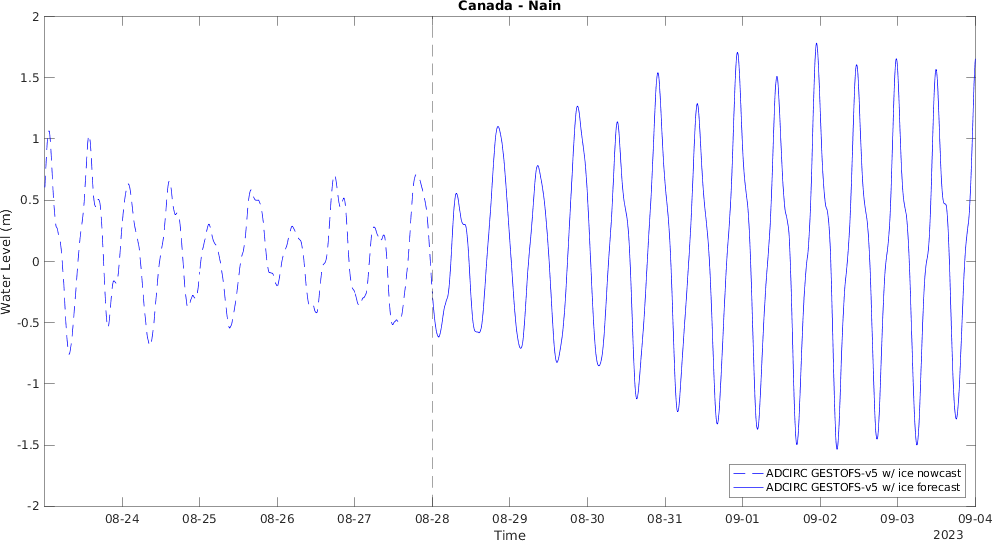 Canada - Nain
2
1.5
1
0.5
0
-0.5
-1
-1.5
-2
Water Level (m)
ADCIRC GESTOFS-v5 w/ ice nowcast
ADCIRC GESTOFS-v5 w/ ice forecast
08-24 08-25 08-26 08-27 08-28 08-29 08-30 08-31 09-01 09-02 09-03 09-04
Time
2023